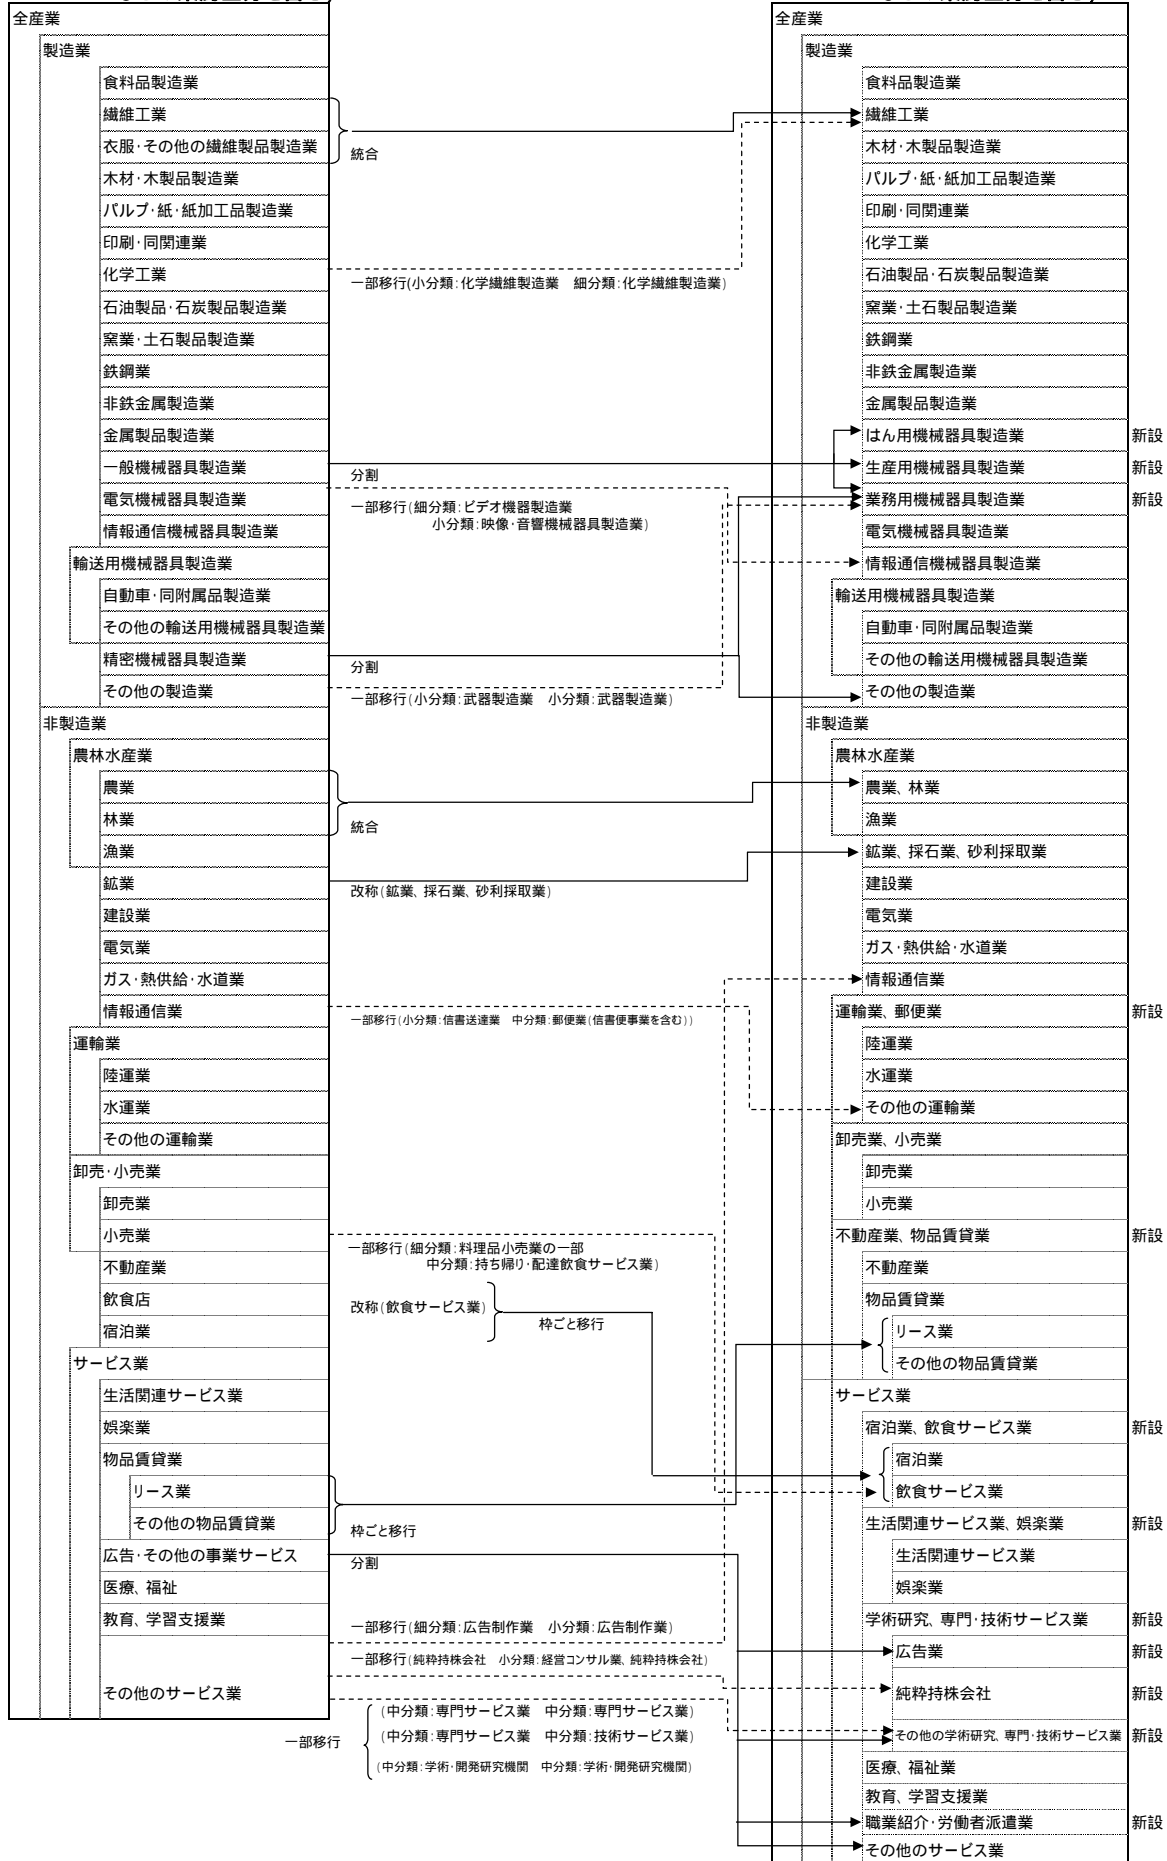 全産業
製造業
食料品製造業
繊維工業
衣服・その他の繊維製品製造業
木材・木製品製造業
パルプ・紙・紙加工品製造業
印刷・同関連業
化学工業
石油製品・石炭製品製造業
窯業・土石製品製造業
鉄鋼業
非鉄金属製造業
金属製品製造業
一般機械器具製造業
電気機械器具製造業
情報通信機械器具製造業
輸送用機械器具製造業
自動車・同附属品製造業
その他の輸送用機械器具製造業
精密機械器具製造業
その他の製造業
非製造業
農林水産業
農業
林業
漁業
鉱業
建設業
電気業
ガス・熱供給・水道業
情報通信業
運輸業
陸運業
水運業
その他の運輸業
卸売・小売業
卸売業
小売業
不動産業
飲食店
宿泊業
サービス業
生活関連サービス業
娯楽業
物品賃貸業
リース業
その他の物品賃貸業
広告・その他の事業サービス
医療、福祉
教育、学習支援業
その他のサービス業
統合
一部移行(小分類:化学繊維製造業　細分類:化学繊維製造業)
分割
一部移行(細分類:ビデオ機器製造業
小分類:映像・音響機械器具製造業)
分割
一部移行(小分類:武器製造業　小分類:武器製造業)
統合
改称(鉱業、採石業、砂利採取業)
一部移行(小分類:信書送達業　中分類:郵便業(信書便事業を含む))
一部移行(細分類:料理品小売業の一部
中分類:持ち帰り・配達飲食サービス業)
改称(飲食サービス業)
枠ごと移行
枠ごと移行
分割
一部移行(細分類:広告制作業　小分類:広告制作業)
一部移行(純粋持株会社　小分類:経営コンサル業、純粋持株会社)
一部移行
(中分類:専門サービス業　中分類:専門サービス業)
(中分類:専門サービス業　中分類:技術サービス業)
(中分類:学術・開発研究機関　中分類:学術・開発研究機関)
全産業
製造業
食料品製造業
繊維工業
木材・木製品製造業
パルプ・紙・紙加工品製造業
印刷・同関連業
化学工業
石油製品・石炭製品製造業
窯業・土石製品製造業
鉄鋼業
非鉄金属製造業
金属製品製造業
はん用機械器具製造業 新設
生産用機械器具製造業 新設
業務用機械器具製造業 新設
電気機械器具製造業
情報通信機械器具製造業
輸送用機械器具製造業
自動車・同附属品製造業
その他の輸送用機械器具製造業
その他の製造業
非製造業
農林水産業
農業、林業
漁業
鉱業、採石業、砂利採取業
建設業
電気業
ガス・熱供給・水道業
情報通信業
運輸業、郵便業 新設
陸運業
水運業
その他の運輸業
卸売業、小売業
卸売業
小売業
不動産業、物品賃貸業 新設
不動産業
物品賃貸業
リース業
その他の物品賃貸業
サービス業
宿泊業、飲食サービス業 新設
宿泊業
飲食サービス業
生活関連サービス業、娯楽業 新設
生活関連サービス業
娯楽業
学術研究、専門・技術サービス業 新設
広告業 新設
純粋持株会社 新設
その他の学術研究、専門・技術サービス業 新設
医療、福祉業
教育、学習支援業
職業紹介・労働者派遣業 新設
その他のサービス業